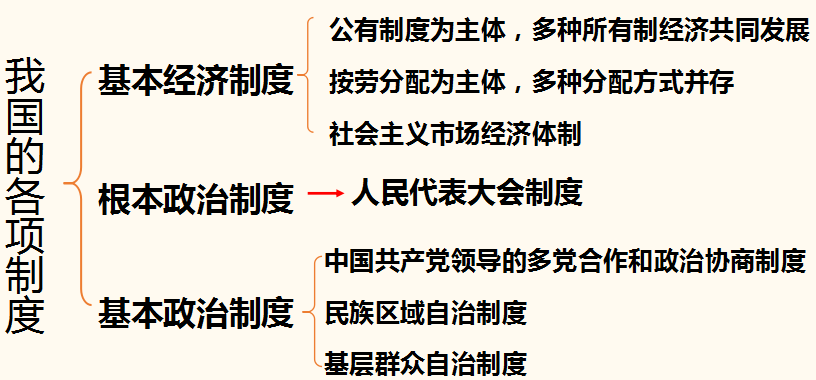 我国的各项制度
基本经济制度
公有制度为主体，多种所有制经济共同发展
按劳分配为主体，多种分配方式并存
社会主义市场经济体制
根本政治制度
人民代表大会制度
基本政治制度
中国共产党领导的多党合作和政治协商制度
民族区域自治制度
基层群众自治制度